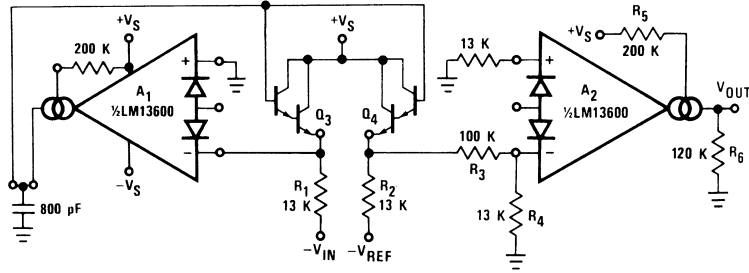 +VS
200 K
A1
½LM13600
+
−
−VS
800 pF
+VS
Q3
Q4
R1
13 K
R2
13 K
−VIN
−VREF
13 K
100 K
R3
13 K
R4
+
−
A2
½LM13600
+VS
R5
200 K
VOUT
120 K
R6